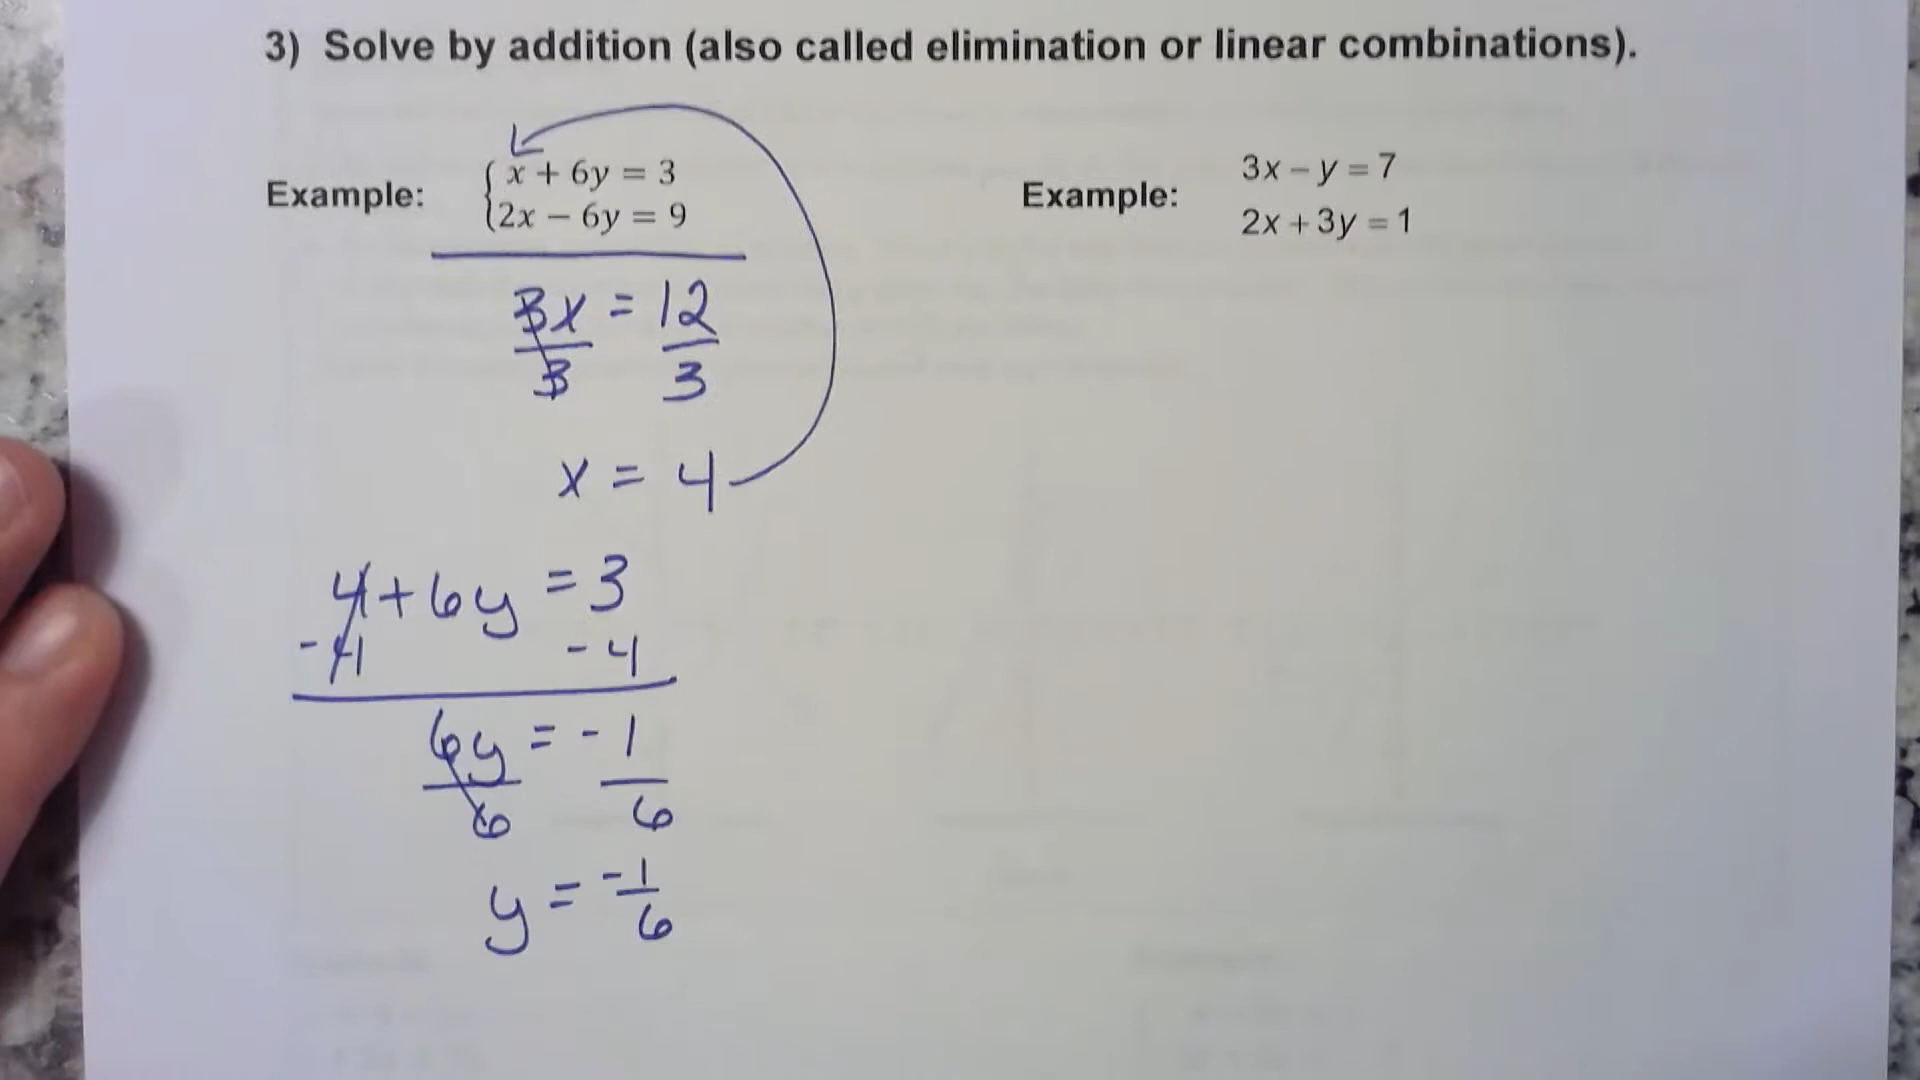 3) Solve by addition (also called elimination or linear combinations).
Example:
{x + 6y = 3
2x − 6y = 9
3x = 12
3 3
x = 4
4 + 6y = 3
-4 -4
6y = -1
6 6
y = -1/6
Example:
3x – y = 7
2x + 3y = 1